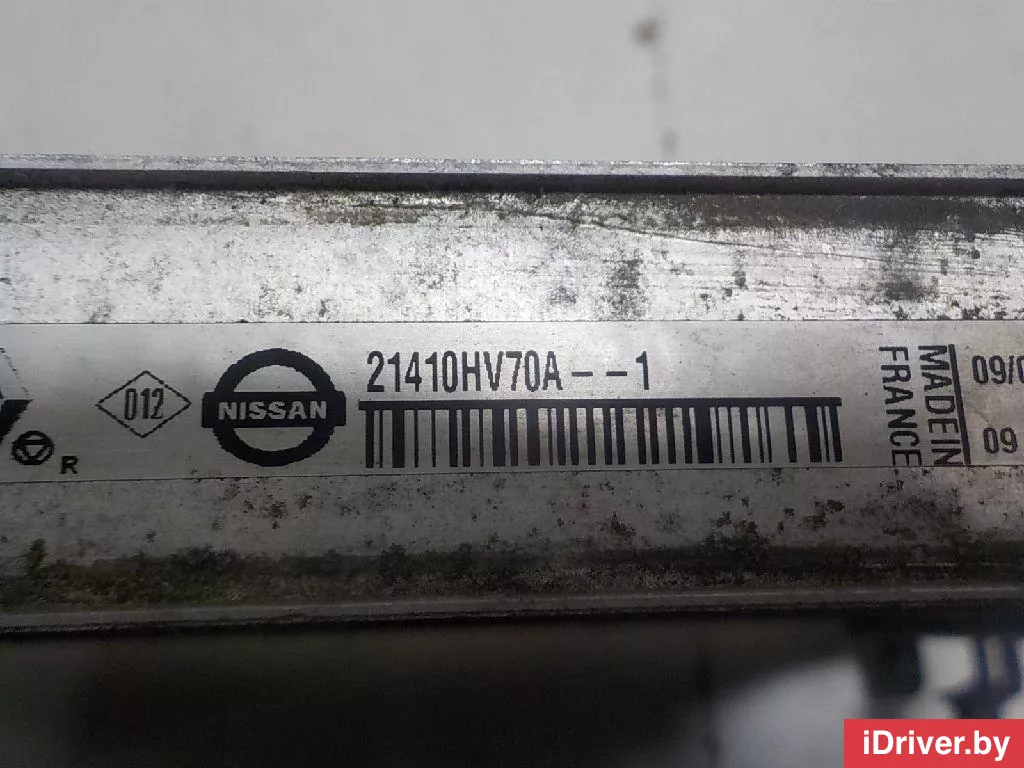 012
NISSAN
21410HV70A--1
MADE IN
FRANCE
09/0
09
R
iDriver.by